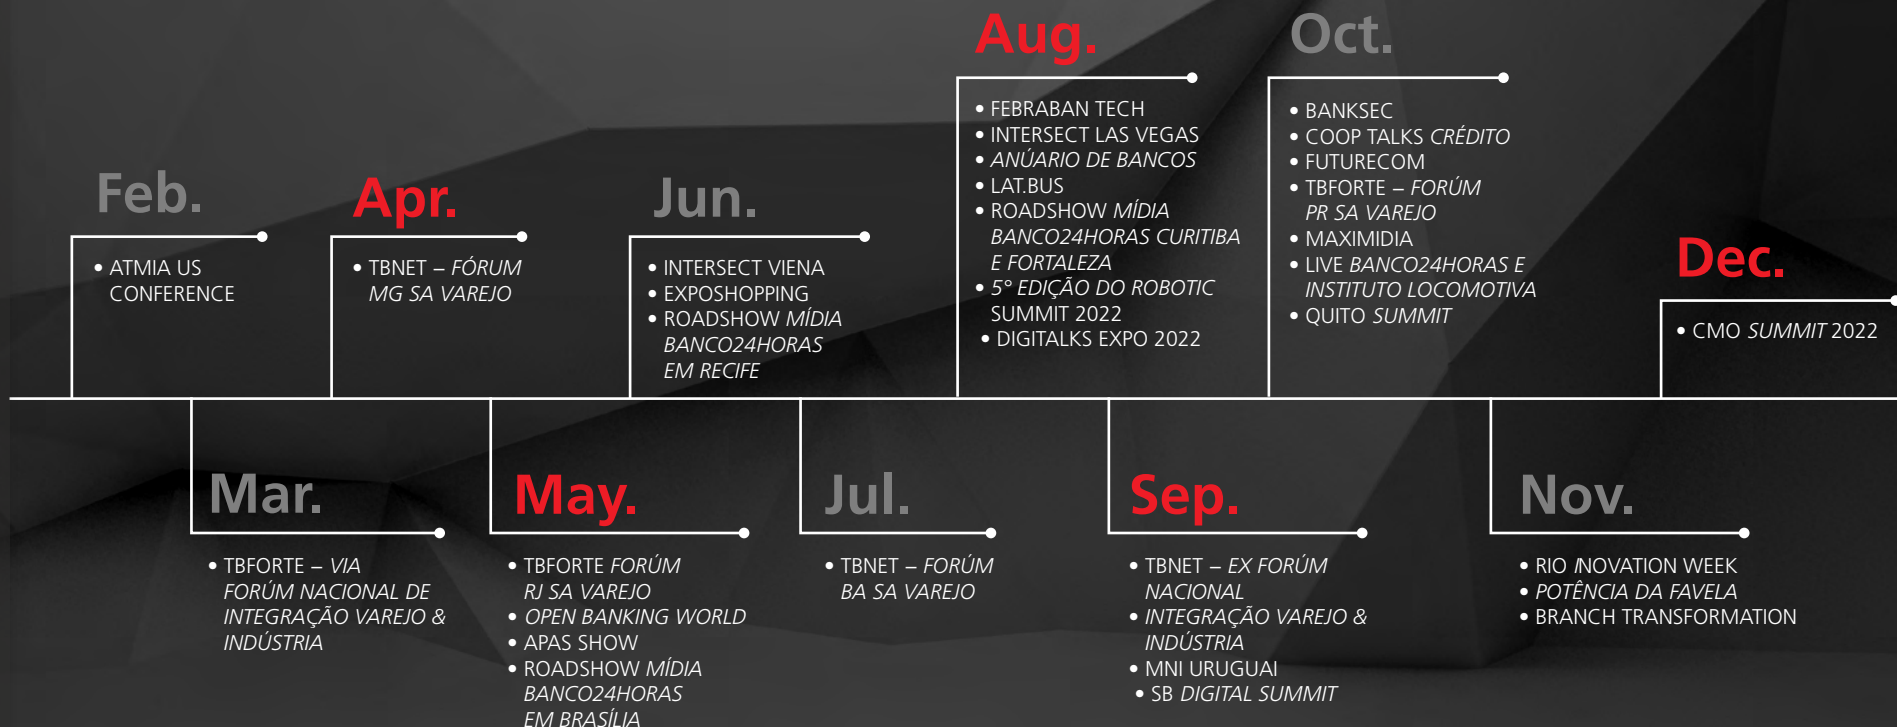 Feb.
• ATMIA US
CONFERENCE
Mar.
• TBFORTE – VIA
FORÚM NACIONAL DE
INTEGRAÇÃO VAREJO &
INDÚSTRIA
Apr.
• TBNET – FÓRUM
MG SA VAREJO
May.
• TBFORTE FORÚM
RJ SA VAREJO
• OPEN BANKING WORLD
• APAS SHOW
• ROADSHOW MÍDIA
BANCO24HORAS
EM BRASÍLIA
Jun.
• INTERSECT VIENA
• EXPOSHOPPING
• ROADSHOW MÍDIA
BANCO24HORAS
EM RECIFE
Jul.
• TBNET – FORÚM
BA SA VAREJO
Aug.
• FEBRABAN TECH
• INTERSECT LAS VEGAS
• ANÚARIO DE BANCOS
• LAT.BUS
• ROADSHOW MÍDIA
BANCO24HORAS CURITIBA
E FORTALEZA
• 5º EDIÇÃO DO ROBOTIC
SUMMIT 2022
• DIGITALKS EXPO 2022
Sep.
• TBNET – EX FORÚM
NACIONAL
• INTEGRAÇÃO VAREJO &
INDÚSTRIA
• MNI URUGUAI
• SB DIGITAL SUMMIT
Oct.
• BANKSEC
• COOP TALKS CRÉDITO
• FUTURECOM
• TBFORTE – FORÚM
PR SA VAREJO
• MAXIMIDIA
• LIVE BANCO24HORAS E
INSTITUTO LOCOMOTIVA
• QUITO SUMMIT
Nov.
• RIO INOVATION WEEK
• POTÊNCIA DA FAVELA
• BRANCH TRANSFORMATION
Dec.
• CMO SUMMIT 2022